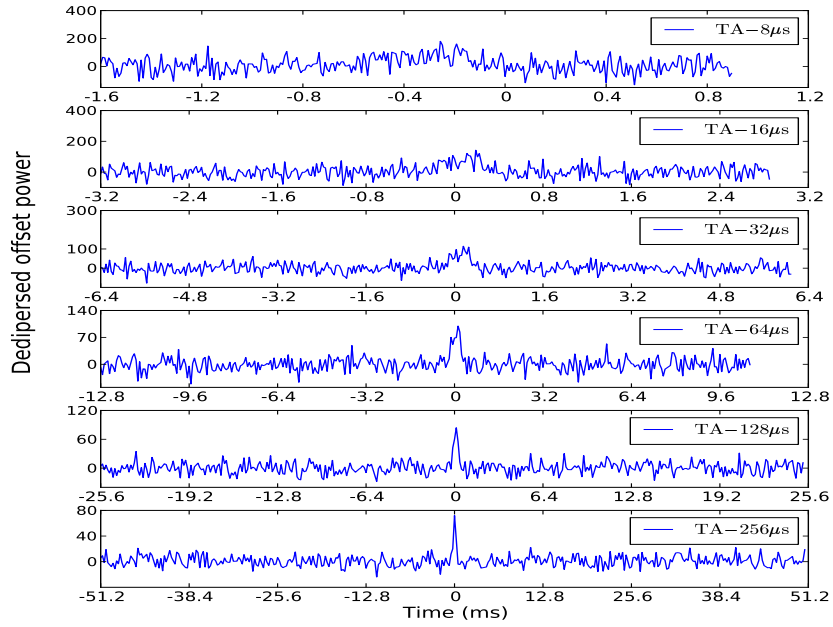 Dedipersed offset power
400
200
0
TA−8μs
-1.6 -1.2 -0.8 -0.4 0 0.4 0.8 1.2
400
200
0
TA−16μs
-3.2 -2.4 -1.6 -0.8 0 0.8 1.6 2.4 3.2
300
100
0
TA−32μs
-6.4 -4.8 -3.2 -1.6 0 1.6 3.2 4.8 6.4
140
70
0
TA−64μs
-12.8 -9.6 -6.4 -3.2 0 3.2 6.4 9.6 12.8
120
60
0
TA−128μs
-25.6 -19.2 -12.8 -6.4 0 6.4 12.8 19.2 25.6
80
40
0
TA−256μs
-51.2 -38.4 -25.6 -12.8 0 12.8 25.6 38.4 51.2
Time (ms)